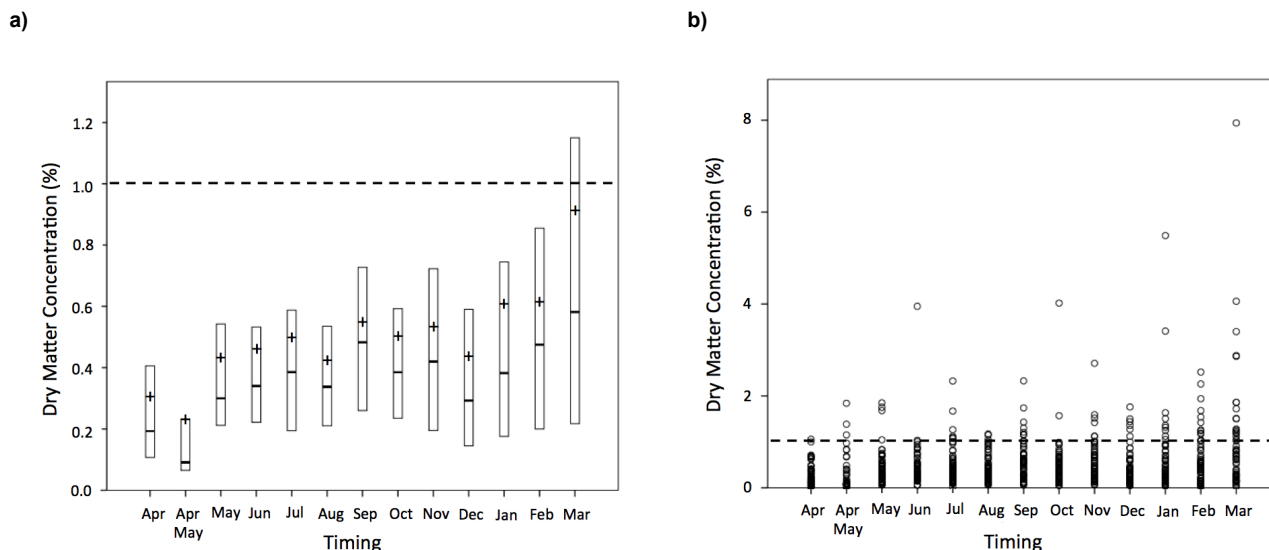 a)
Dry Matter Concentration (%)
1.2
1.0
0.8
0.6
0.4
0.2
0.0
Apr Apr May Jun Jul Aug Sep Oct Nov Dec Jan Feb Mar
May
Timing
b)
Dry Matter Concentration (%)
8
6
4
2
0
Apr Apr May Jun Jul Aug Sep Oct Nov Dec Jan Feb Mar
May
Timing